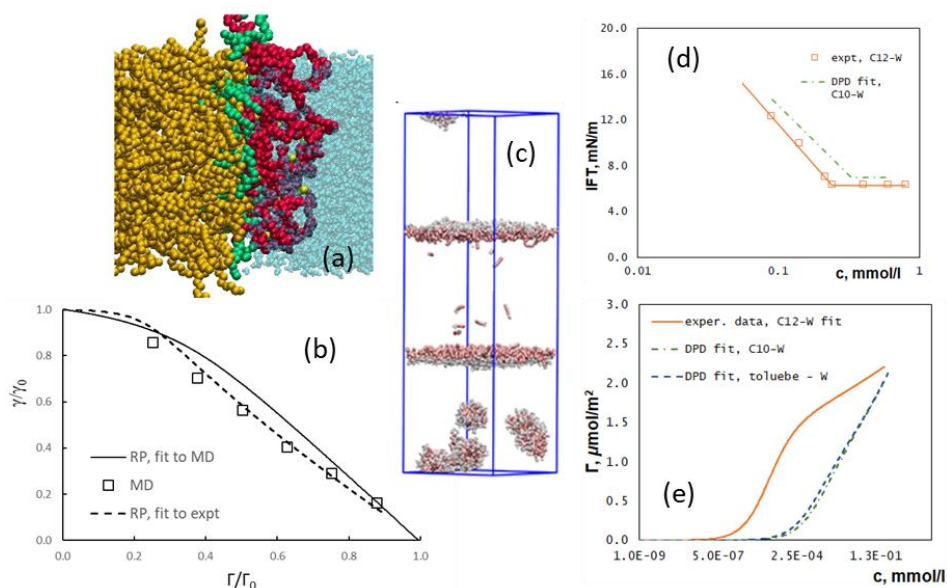 (a)
(b)
γ/γ₀
1.0
0.8
0.6
0.4
0.2
0.0
RP, fit to MD
MD
RP, fit to expt
0.0 0.2 0.4 0.6 0.8 1.0
Γ/Γ₀
(c)
(d)
IFT, mN/m
20.0
16.0
12.0
8.0
4.0
0.0
expt, C12-W
DPD fit,
C10-W
0.01 0.1 1
c, mmol/l
(e)
Γ, μmol/m²
3.0
2.5
2.0
1.5
1.0
0.5
0.0
exper. data, C12-W fit
DPD fit, C10-W
DPD fit, toluebe - W
1.0E-09 5.0E-07 2.5E-04 1.3E-01
c, mmol/l